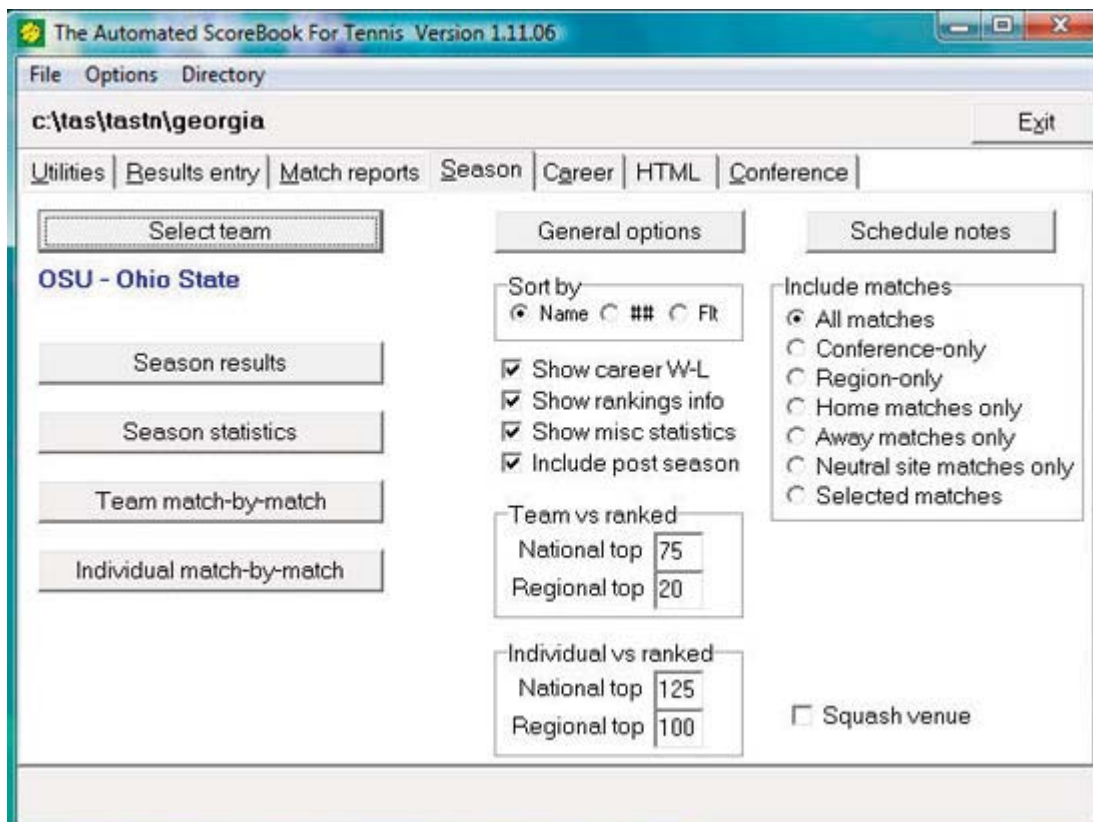 The Automated ScoreBook For Tennis Version 1.11.06
File Options Directory
c:\tas\tastn\georgia
Exit
Utilities Results entry Match reports Season Career HTML Conference
Select team
OSU - Ohio State
Season results
Season statistics
Team match-by-match
Individual match-by-match
General options
Sort by
Name ## Flt
Show career W-L
Show rankings info
Show misc statistics
Include post season
Team vs ranked
National top 75
Regional top 20
Individual vs ranked
National top 125
Regional top 100
Schedule notes
Include matches
All matches
Conference-only
Region-only
Home matches only
Away matches only
Neutral site matches only
Selected matches
Squash venue